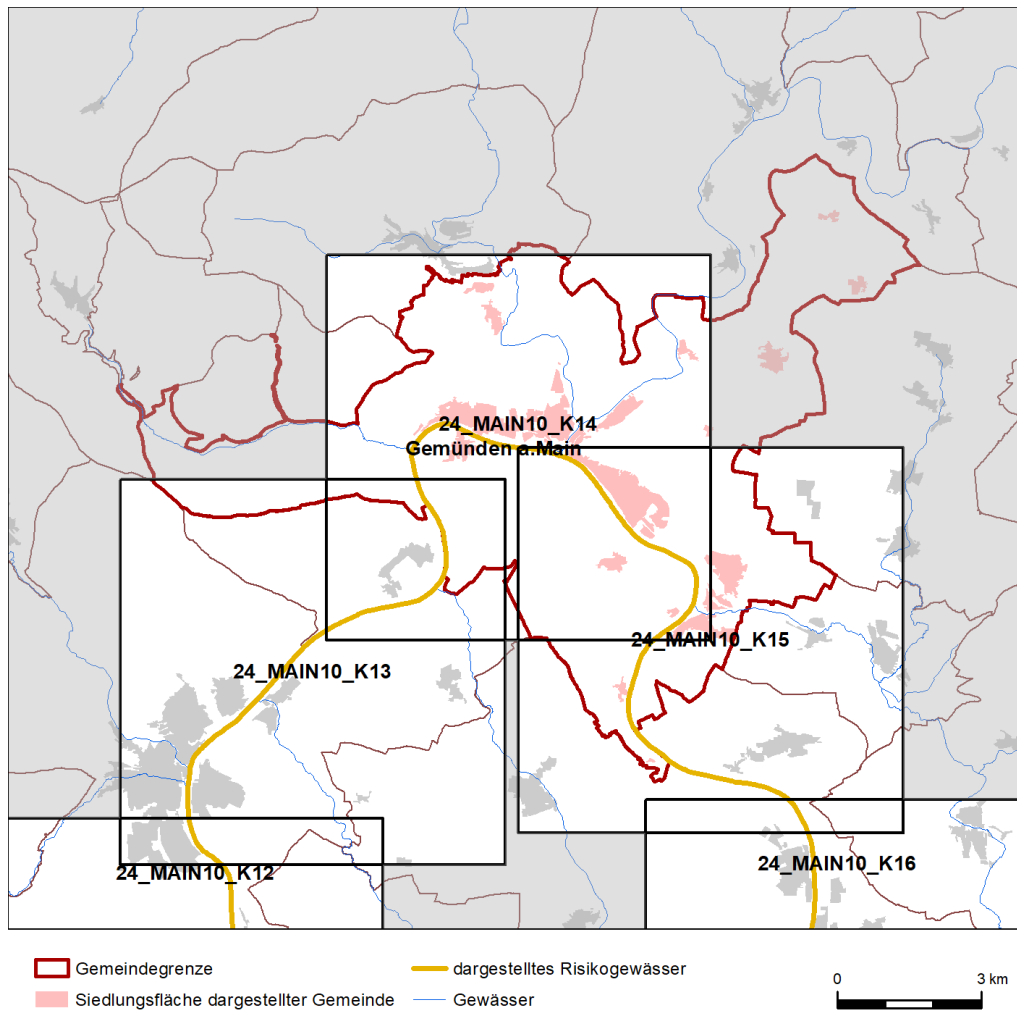 24_MAIN10_K14
Gemünden a.Main
24_MAIN10_K15
24_MAIN10_K13
24_MAIN10_K12
24_MAIN10_K16
Gemeindegrenze
dargestelltes Risikogewässer
Siedlungsfläche dargestellter Gemeinde
Gewässer
0 3 km